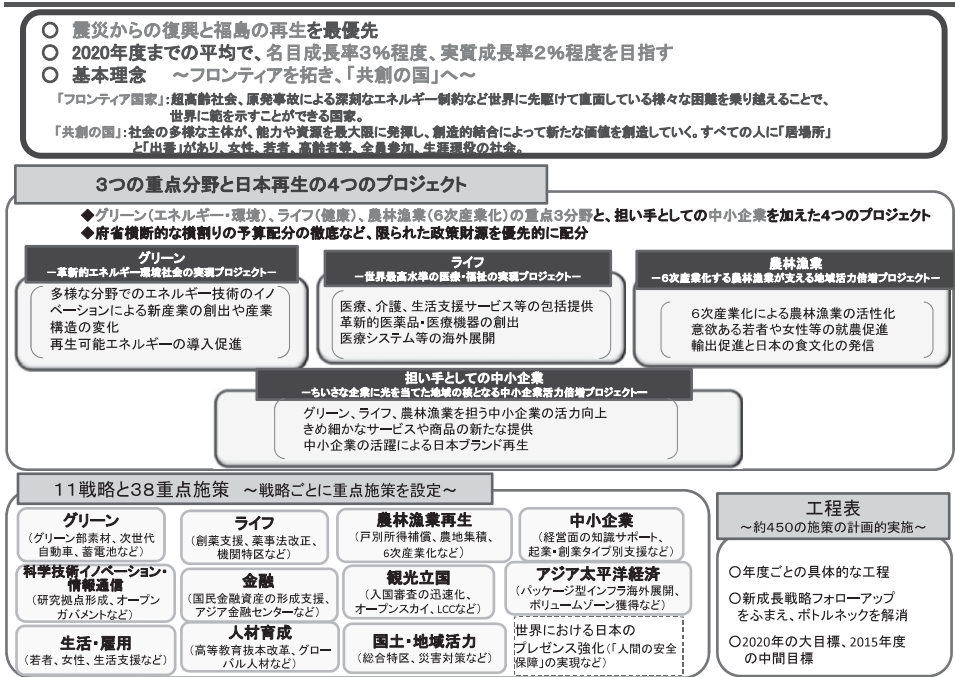 ○ 震災からの復興と福島の再生を最優先
○ 2020年度までの平均で、名目成長率3％程度、実質成長率2％程度を目指す
○ 基本理念 ～フロンティアを拓き、「共創の国」へ～
「フロンティア国家」：超高齢社会、原発事故による深刻なエネルギー制約など世界に先駆けて直面している様々な困難を乗り越えることで、
世界に範を示すことができる国家。
「共創の国」：社会の多様な主体が、能力や資源を最大限に発揮し、創造的結合によって新たな価値を創造していく。すべての人に「居場所」
と「出番」があり、女性、若者、高齢者等、全員参加、生涯現役の社会。
3つの重点分野と日本再生の4つのプロジェクト
◆グリーン（エネルギー・環境）、ライフ（健康）、農林漁業（6次産業化）の重点3分野と、担い手としての中小企業を加えた4つのプロジェクト
◆府省横断的な横割りの予算配分の徹底など、限られた政策財源を優先的に配分
グリーン
－革新的エネルギー・環境社会の実現プロジェクト－
多様な分野でのエネルギー技術のイノ
ベーションによる新産業の創出や産業
構造の変化
再生可能エネルギーの導入促進
ライフ
－世界最高水準の医療・福祉の実現プロジェクト－
医療、介護、生活支援サービス等の包括提供
革新的医薬品・医療機器の創出
医療システム等の海外展開
農林漁業
－6次産業化する農林漁業が支える地域活力倍増プロジェクト－
6次産業化による農林漁業の活性化
意欲ある若者や女性等の就農促進
輸出促進と日本の食文化の発信
担い手としての中小企業
－ちいさな企業に光を当てた地域の核となる中小企業活力倍増プロジェクト－
グリーン、ライフ、農林漁業を担う中小企業の活力向上
きめ細かなサービスや商品の新たな提供
中小企業の活躍による日本ブランド再生
11戦略と38重点施策 ～戦略ごとに重点施策を設定～
グリーン
（グリーン部素材、次世代
自動車、蓄電池など）
ライフ
（創薬支援、薬事法改正、
機関特区など）
農林漁業再生
（戸別所得補償、農地集積、
6次産業化など）
中小企業
（経営面の知識サポート、
起業・創業タイプ別支援など）
科学技術イノベーション・
情報通信
（研究拠点形成、オープン
ガバメントなど）
金融
（国民金融資産の形成支援、
アジア金融センターなど）
観光立国
（入国審査の迅速化、
オープンスカイ、LCCなど）
アジア太平洋経済
（パッケージ型インフラ海外展開、
ボリュームゾーン獲得など）
生活・雇用
（若者、女性、生活支援など）
人材育成
（高等教育抜本改革、グロー
バル人材など）
国土・地域活力
（総合特区、災害対策など）
世界における日本の
プレゼンス強化（「人間の安全
保障」の実現など）
工程表
～約450の施策の計画的実施～
○年度ごとの具体的な工程
○新成長戦略フォローアップ
をふまえ、ボトルネックを解消
○2020年の大目標、2015年度
の中間目標